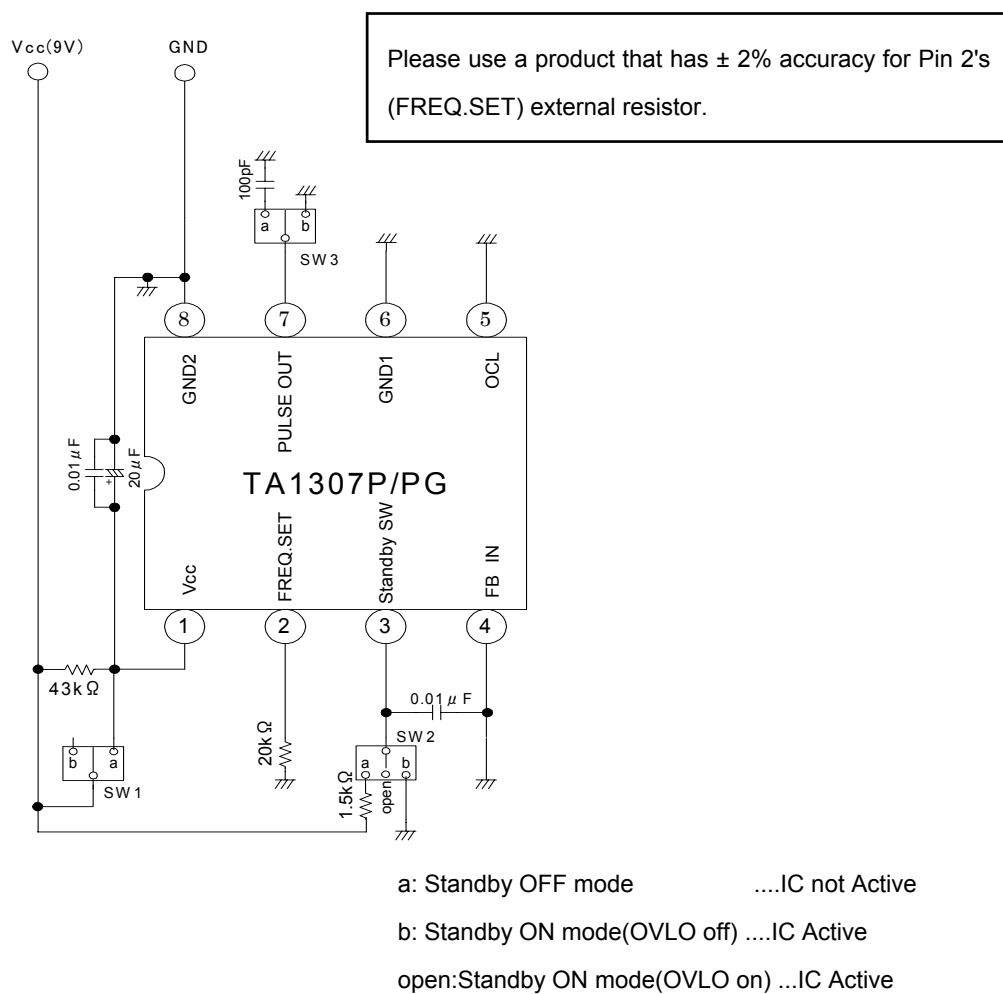 Vcc(9V)
GND
Please use a product that has ± 2% accuracy for Pin 2's
(FREQ.SET) external resistor.
100pF
a
b
SW3
8
7
6
5
GND2
PULSE OUT
GND1
OCL
0.01μF
+
20μF
TA1307P/PG
Vcc
FREQ.SET
Standby SW
FB IN
1
2
3
4
43kΩ
0.01μF
b
a
SW1
20kΩ
SW2
a
b
open
1.5kΩ
a: Standby OFF mode ....IC not Active
b: Standby ON mode(OVLO off) ....IC Active
open:Standby ON mode(OVLO on) ...IC Active